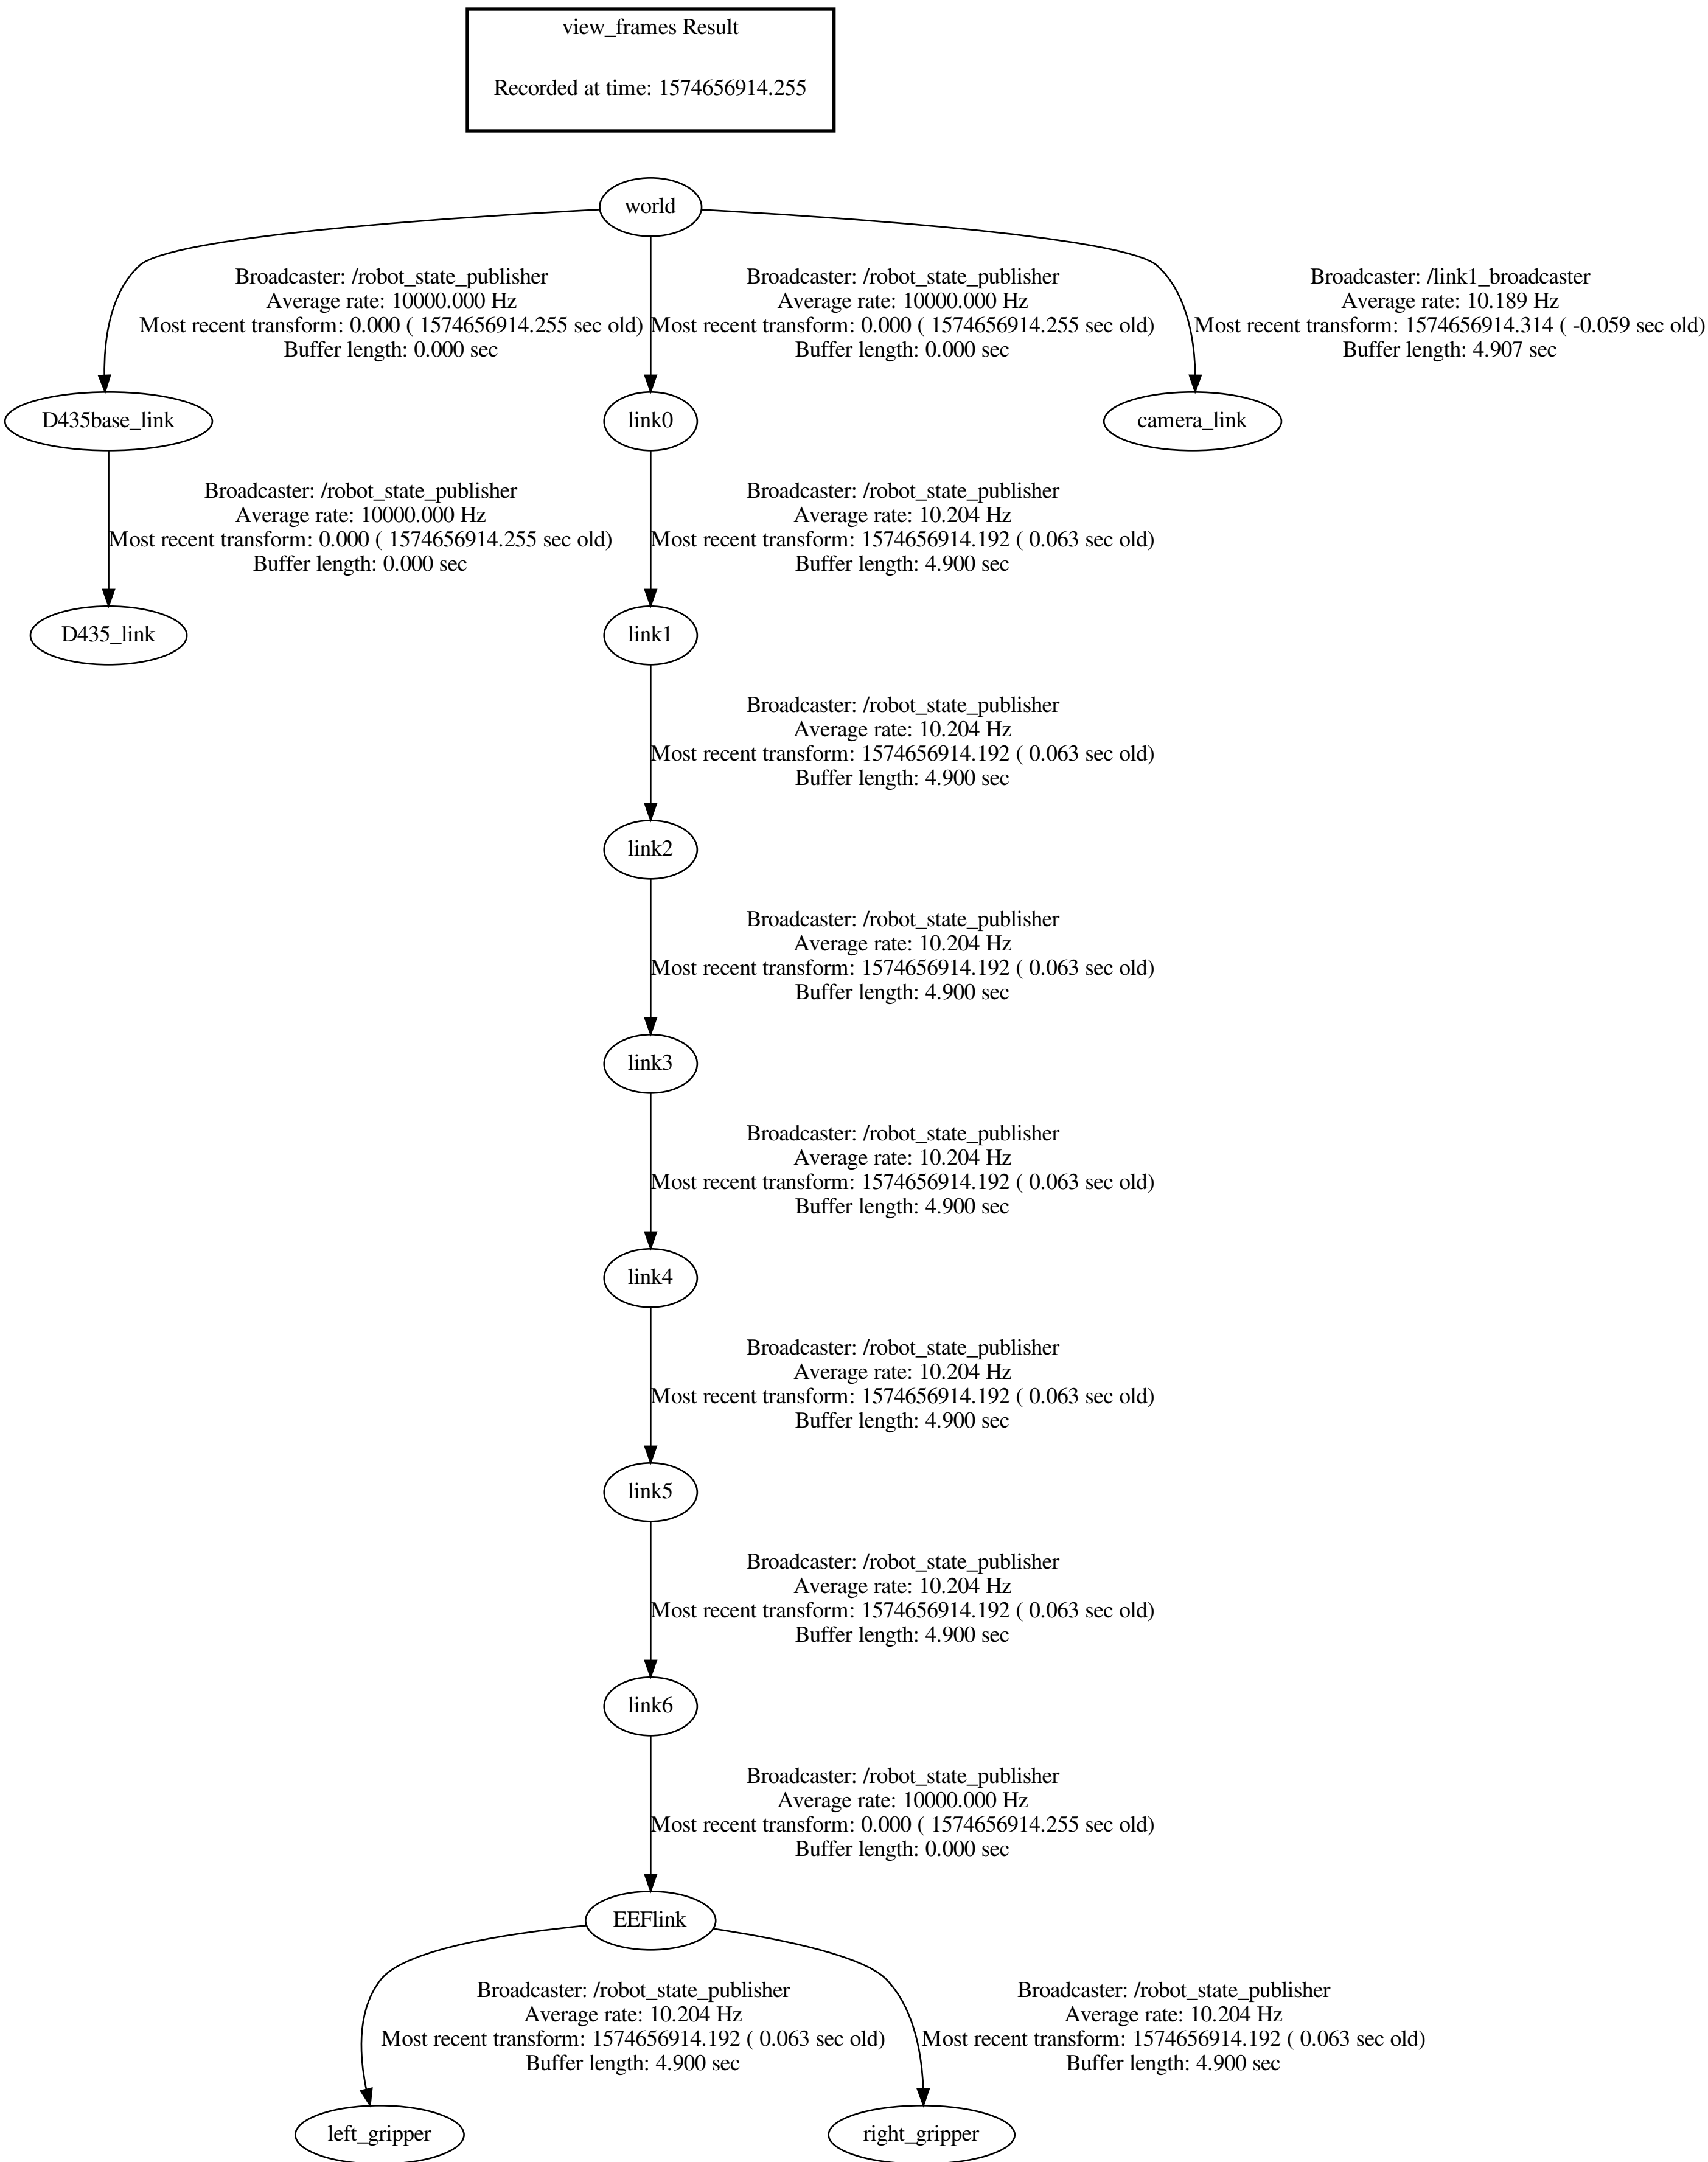 view_frames Result
Recorded at time: 1574656914.255
world
Broadcaster: /robot_state_publisher
Average rate: 10000.000 Hz
Most recent transform: 0.000 ( 1574656914.255 sec old)
Buffer length: 0.000 sec
Broadcaster: /robot_state_publisher
Average rate: 10000.000 Hz
Most recent transform: 0.000 ( 1574656914.255 sec old)
Buffer length: 0.000 sec
Broadcaster: /link1_broadcaster
Average rate: 10.189 Hz
Most recent transform: 1574656914.314 ( -0.059 sec old)
Buffer length: 4.907 sec
D435base_link
link0
camera_link
Broadcaster: /robot_state_publisher
Average rate: 10000.000 Hz
Most recent transform: 0.000 ( 1574656914.255 sec old)
Buffer length: 0.000 sec
Broadcaster: /robot_state_publisher
Average rate: 10.204 Hz
Most recent transform: 1574656914.192 ( 0.063 sec old)
Buffer length: 4.900 sec
D435_link
link1
Broadcaster: /robot_state_publisher
Average rate: 10.204 Hz
Most recent transform: 1574656914.192 ( 0.063 sec old)
Buffer length: 4.900 sec
link2
Broadcaster: /robot_state_publisher
Average rate: 10.204 Hz
Most recent transform: 1574656914.192 ( 0.063 sec old)
Buffer length: 4.900 sec
link3
Broadcaster: /robot_state_publisher
Average rate: 10.204 Hz
Most recent transform: 1574656914.192 ( 0.063 sec old)
Buffer length: 4.900 sec
link4
Broadcaster: /robot_state_publisher
Average rate: 10.204 Hz
Most recent transform: 1574656914.192 ( 0.063 sec old)
Buffer length: 4.900 sec
link5
Broadcaster: /robot_state_publisher
Average rate: 10.204 Hz
Most recent transform: 1574656914.192 ( 0.063 sec old)
Buffer length: 4.900 sec
link6
Broadcaster: /robot_state_publisher
Average rate: 10000.000 Hz
Most recent transform: 0.000 ( 1574656914.255 sec old)
Buffer length: 0.000 sec
EEFlink
Broadcaster: /robot_state_publisher
Average rate: 10.204 Hz
Most recent transform: 1574656914.192 ( 0.063 sec old)
Buffer length: 4.900 sec
Broadcaster: /robot_state_publisher
Average rate: 10.204 Hz
Most recent transform: 1574656914.192 ( 0.063 sec old)
Buffer length: 4.900 sec
left_gripper
right_gripper